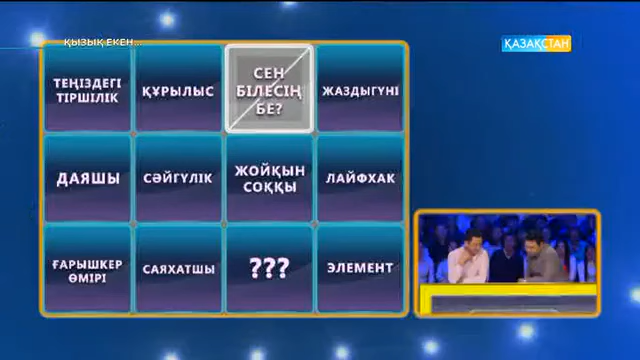 ҚЫЗЫҚ ЕКЕН...
ҚАЗАҚСТАН
ТЕҢІЗДЕГІ
ТІРШІЛІК
ҚҰРЫЛЫС
СЕН
БІЛЕСІҢ
БЕ?
ЖАЗДЫГҮНІ
ДАЯШЫ
СӘЙГҮЛІК
ЖОЙҚЫН
СОҚҚЫ
ЛАЙФХАК
ҒАРЫШКЕР
ӨМІРІ
САЯХАТШЫ
???
ЭЛЕМЕНТ